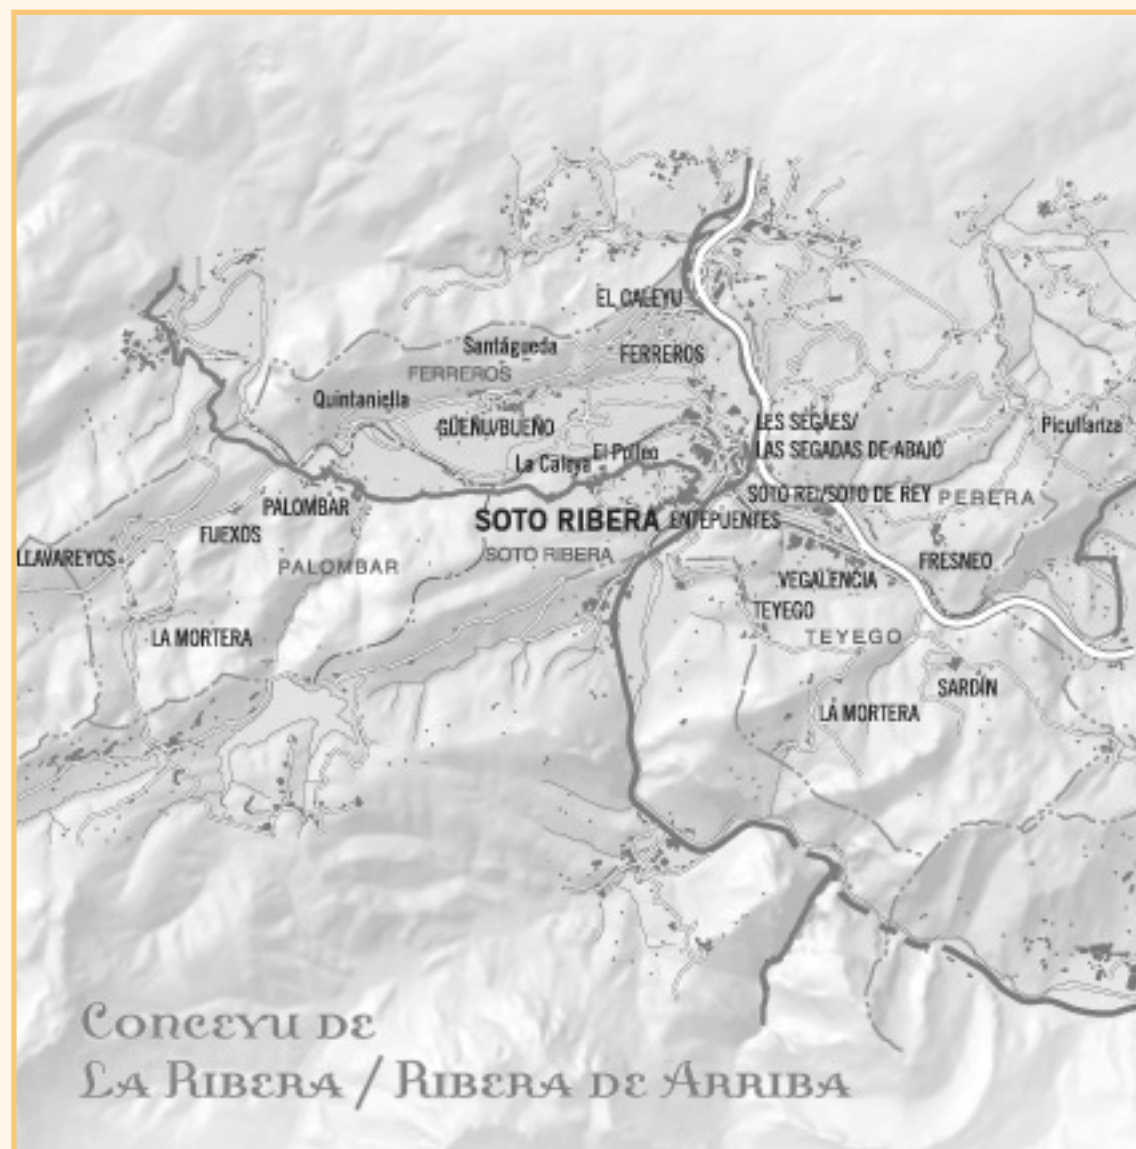 EL CALEYU
Santágueda
FERREROS
FERREROS
Quintaniella
GÜEÑU/BUEÑO
LES SEGAES/
LAS SEGADAS DE ABAJO
Picullanza
El Polleo
La Caleya
SOTO REI/SOTO DE REY
PERERA
PALOMBAR
SOTO RIBERA
ENTEPUENTES
FUEXOS
SOTO RIBERA
LLAVAREYOS
PALOMBAR
FRESNEO
VEGALENCIA
TEYEGO
LA MORTERA
TEYEGO
SARDÍN
LA MORTERA
CONCEYU DE
LA RIBERA / RIBERA DE ARRIBA